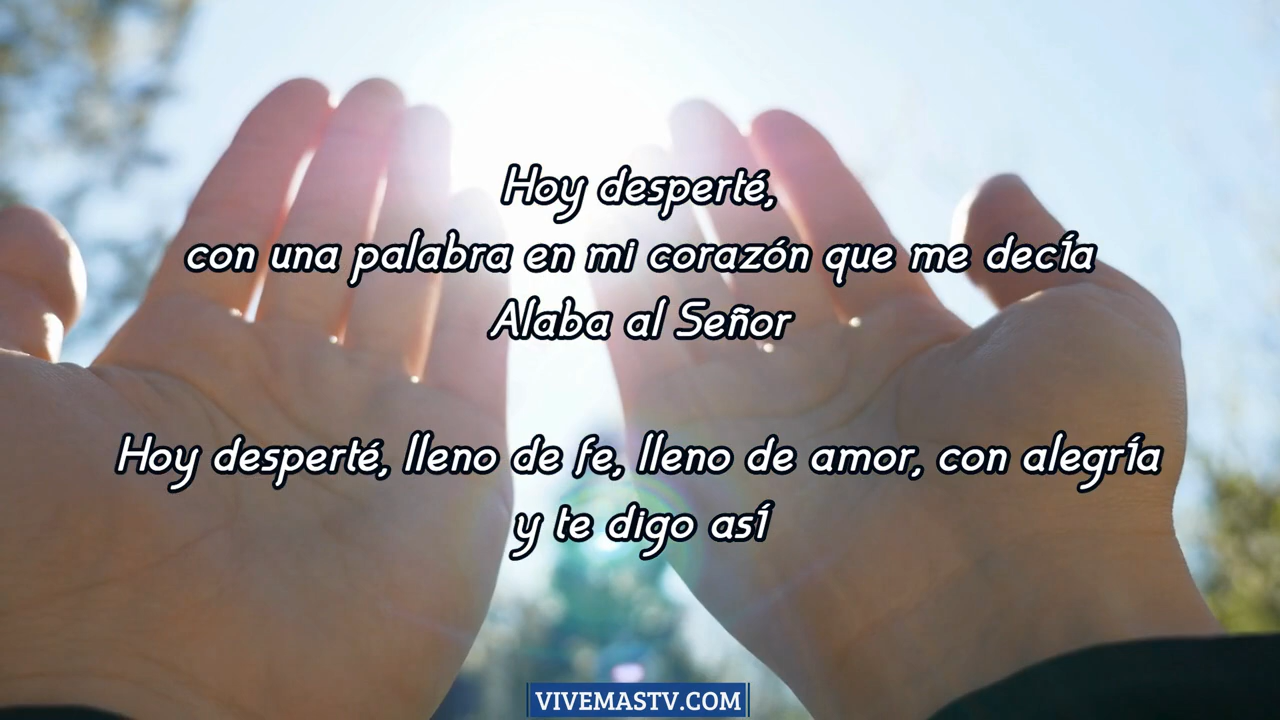 Hoy desperté,
con una palabra en mi corazón que me decía
Alaba al Señor
Hoy desperté, lleno de fe, lleno de amor, con alegría
y te digo así
VIVEMASTV.COM